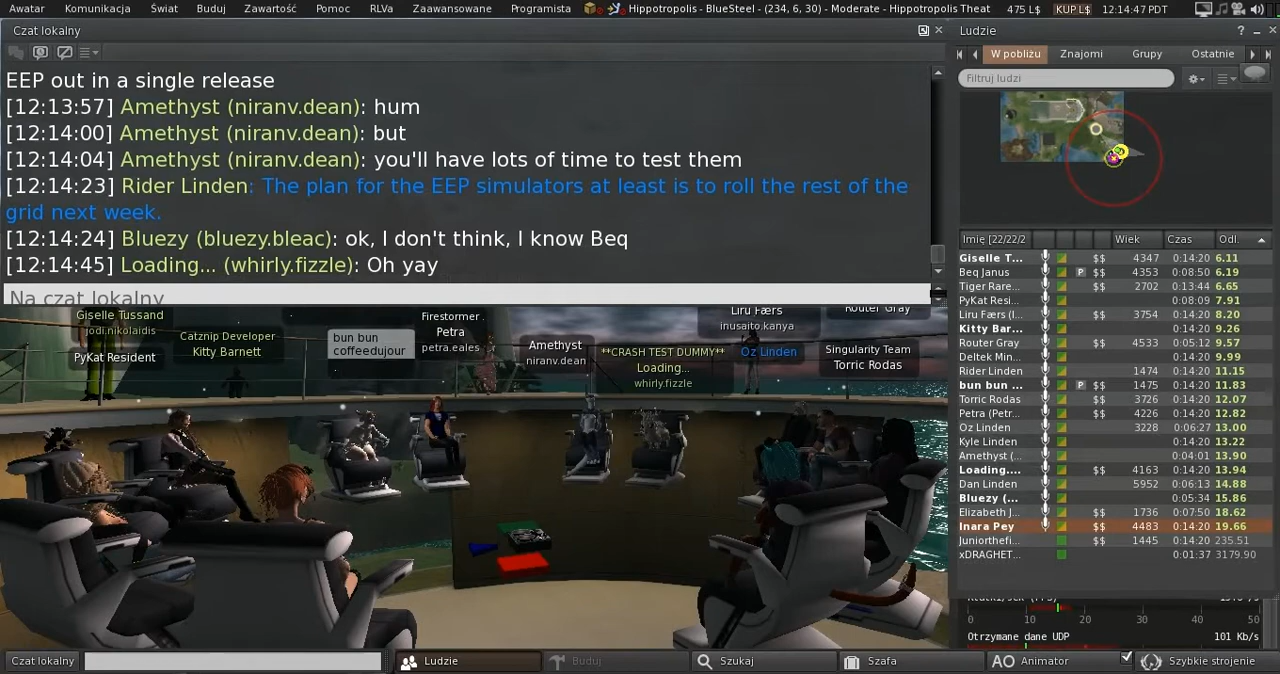 Awatar Komunikacja Świat Buduj Zawartość Pomoc RLVa Zaawansowane Programista Hippotropolis - BlueSteel - (234, 6, 30) - Moderate - Hippotropolis Theat 475 L$ KUP L$ 12:14:47 PDT
Czat lokalny
EEP out in a single release
[12:13:57] Amethyst (niranv.dean): hum
[12:14:00] Amethyst (niranv.dean): but
[12:14:04] Amethyst (niranv.dean): you'll have lots of time to test them
[12:14:23] Rider Linden: The plan for the EEP simulators at least is to roll the rest of the
grid next week.
[12:14:24] Bluezy (bluezy.bleac): ok, I don't think, I know Beq
[12:14:45] Loading... (whirly.fizzle): Oh yay
Na czat lokalny
Giselle Tussand
jodi.nikolaidis
PyKat Resident
Catznip Developer
Kitty Barnett
bun bun
coffeedujour
Firestormer
Petra
petra.eales
Amethyst
niranv.dean
**CRASH TEST DUMMY**
Loading...
whirly.fizzle
Liru Færs
inusaito.kanya
Oz Linden
Router Gray
Singularity Team
Torric Rodas
Ludzie
W pobliżu Znajomi Grupy Ostatnie
Filtruj ludzi
Imię [22/22/2 Wiek Czas Odl.
Giselle T... $$ 4347 0:14:20 6.11
Beq Janus P $$ 4353 0:08:50 6.19
Tiger Rare... $$ 2702 0:13:44 6.65
PyKat Resi... 0:08:09 7.91
Liru Færs (I... $$ 3754 0:14:20 8.20
Kitty Bar... 0:14:20 9.26
Router Gray $$ 4533 0:05:12 9.57
Deltek Min... 0:14:20 9.99
Rider Linden 1474 0:14:20 11.15
bun bun ... P $$ 1475 0:14:20 11.83
Torric Rodas $$ 3726 0:14:20 12.07
Petra (Petr... $$ 4226 0:14:20 12.82
Oz Linden 3228 0:06:27 13.00
Kyle Linden 0:14:20 13.22
Amethyst (... 0:04:01 13.90
Loading.... $$ 4163 0:14:20 13.94
Dan Linden 5952 0:06:13 14.88
Bluezy (... 0:05:34 15.86
Elizabeth J... $$ 1736 0:07:50 18.62
Inara Pey $$ 4483 0:14:20 19.66
Juniorthefi... $$ 1445 0:14:20 235.51
xDRAGHET... 0:01:37 3179.90
0 10 20 30 40 50
Otrzymane dane UDP 101 Kb/s
Czat lokalny Ludzie Buduj Szukaj Szafa AO Animator Szybkie strojenie